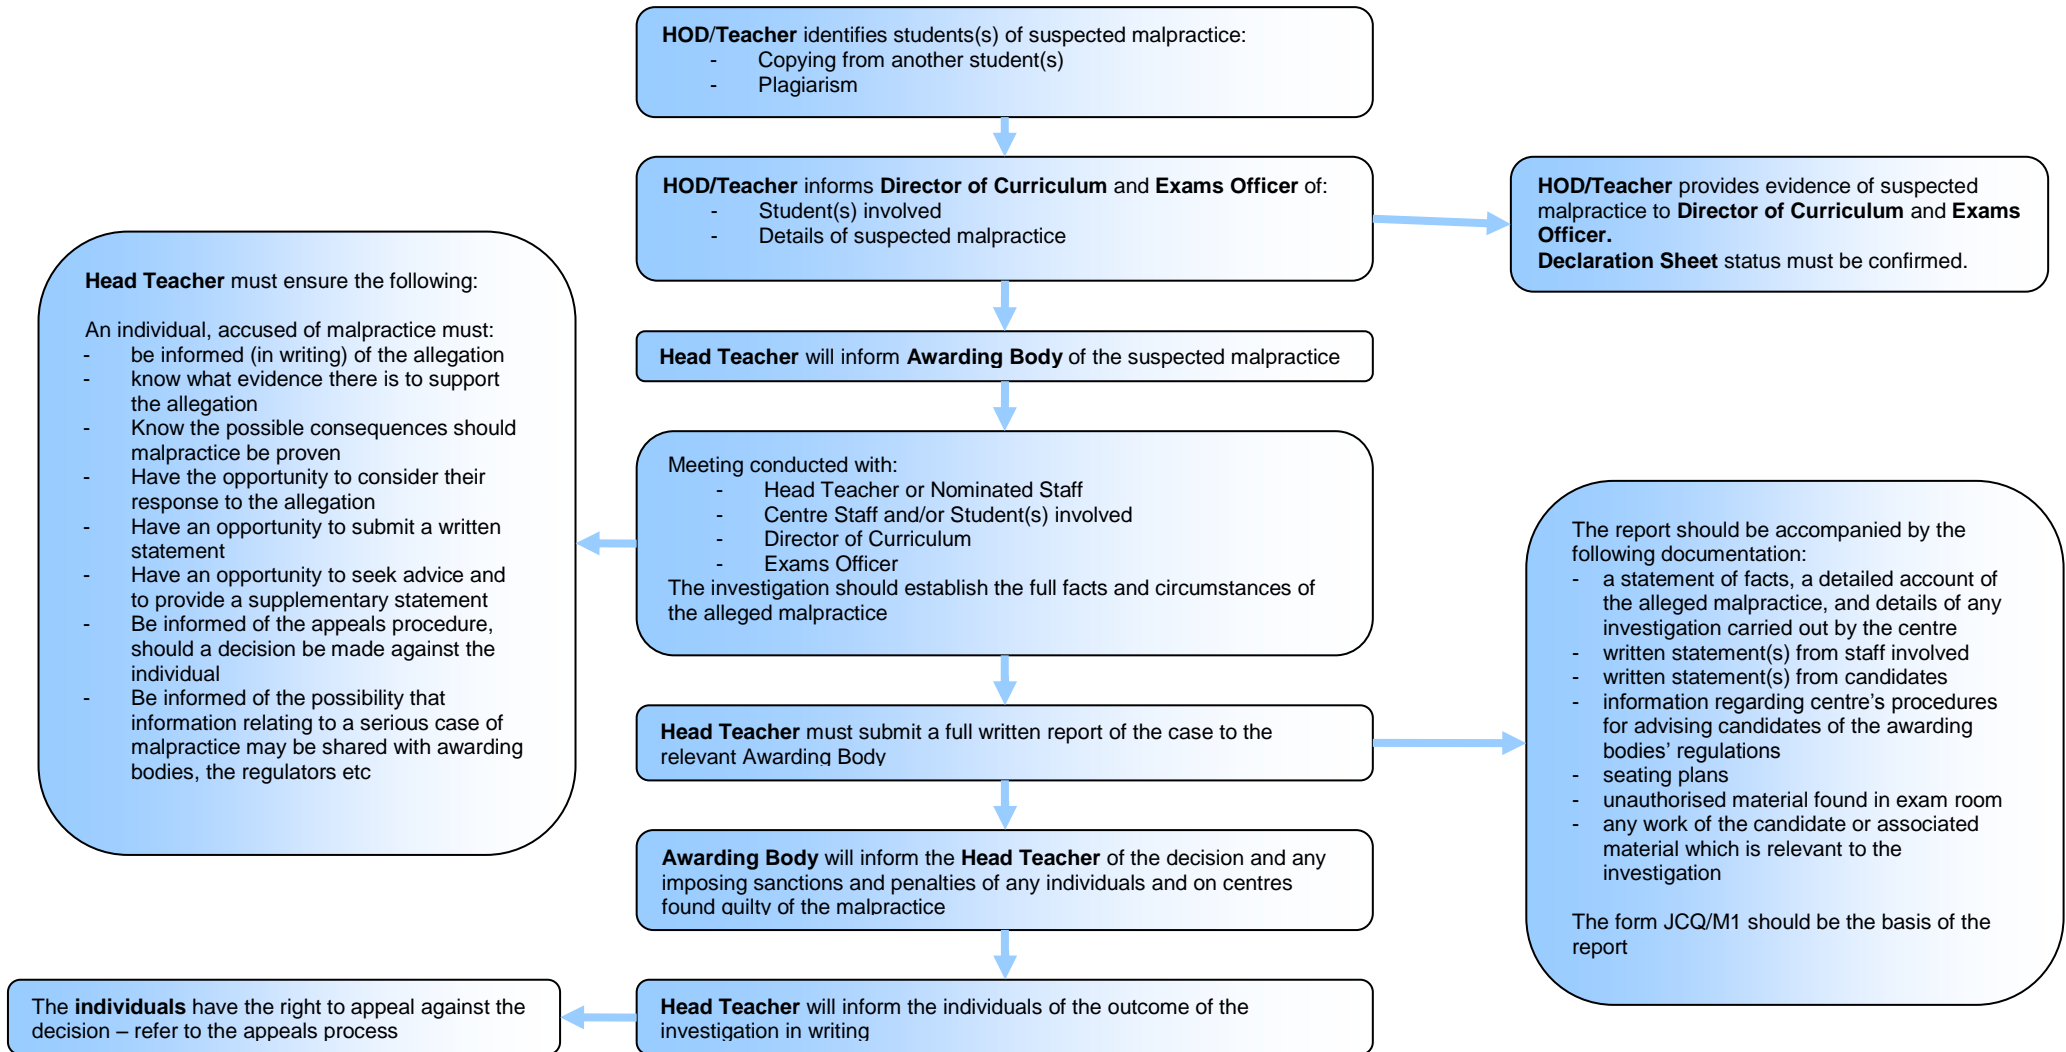 HOD/Teacher identifies students(s) of suspected malpractice:
- Copying from another student(s)
- Plagiarism
HOD/Teacher informs Director of Curriculum and Exams Officer of:
- Student(s) involved
- Details of suspected malpractice
HOD/Teacher provides evidence of suspected
malpractice to Director of Curriculum and Exams
Officer.
Declaration Sheet status must be confirmed.
Head Teacher will inform Awarding Body of the suspected malpractice
Meeting conducted with:
- Head Teacher or Nominated Staff
- Centre Staff and/or Student(s) involved
- Director of Curriculum
- Exams Officer
The investigation should establish the full facts and circumstances of
the alleged malpractice
Head Teacher must ensure the following:
An individual, accused of malpractice must:
- be informed (in writing) of the allegation
- know what evidence there is to support
the allegation
- Know the possible consequences should
malpractice be proven
- Have the opportunity to consider their
response to the allegation
- Have an opportunity to submit a written
statement
- Have an opportunity to seek advice and
to provide a supplementary statement
- Be informed of the appeals procedure,
should a decision be made against the
individual
- Be informed of the possibility that
information relating to a serious case of
malpractice may be shared with awarding
bodies, the regulators etc
Head Teacher must submit a full written report of the case to the
relevant Awarding Body
The report should be accompanied by the
following documentation:
- a statement of facts, a detailed account of
the alleged malpractice, and details of any
investigation carried out by the centre
- written statement(s) from staff involved
- written statement(s) from candidates
- information regarding centre's procedures
for advising candidates of the awarding
bodies' regulations
- seating plans
- unauthorised material found in exam room
- any work of the candidate or associated
material which is relevant to the
investigation
The form JCQ/M1 should be the basis of the
report
Awarding Body will inform the Head Teacher of the decision and any
imposing sanctions and penalties of any individuals and on centres
found guilty of the malpractice
Head Teacher will inform the individuals of the outcome of the
investigation in writing
The individuals have the right to appeal against the
decision – refer to the appeals process